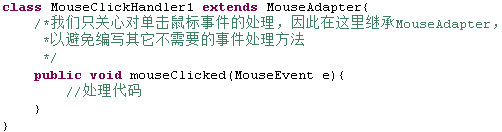 class MouseClickHandler1 extends MouseAdapter{
/*我们只关心对单击鼠标事件的处理，因此在这里继承MouseAdapter，
*以避免编写其它不需要的事件处理方法
*/
public void mouseClicked(MouseEvent e){
//处理代码
}
}